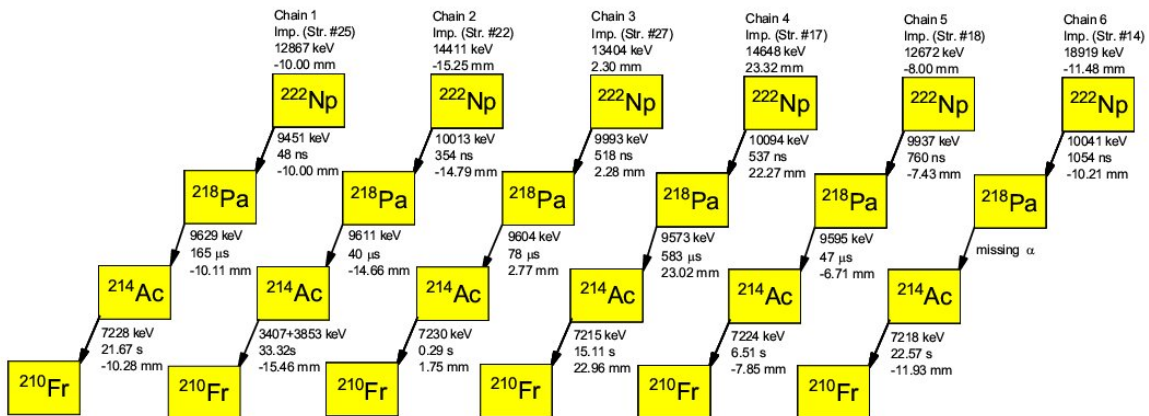 Chain 1
Imp. (Str. #25)
12867 keV
-10.00 mm
222Np
9451 keV
48 ns
-10.00 mm
218Pa
9629 keV
165 μs
-10.11 mm
214Ac
7228 keV
21.67 s
-10.28 mm
210Fr
Chain 2
Imp. (Str. #22)
14411 keV
-15.25 mm
222Np
10013 keV
354 ns
-14.79 mm
218Pa
9611 keV
40 μs
-14.66 mm
214Ac
3407+3853 keV
33.32s
-15.46 mm
210Fr
Chain 3
Imp. (Str. #27)
13404 keV
2.30 mm
222Np
9993 keV
518 ns
2.28 mm
218Pa
9604 keV
78 μs
2.77 mm
214Ac
7230 keV
0.29 s
1.75 mm
210Fr
Chain 4
Imp. (Str. #17)
14648 keV
23.32 mm
222Np
10094 keV
537 ns
22.27 mm
218Pa
9573 keV
583 μs
23.02 mm
214Ac
7215 keV
15.11 s
22.96 mm
210Fr
Chain 5
Imp. (Str. #18)
12672 keV
-8.00 mm
222Np
9937 keV
760 ns
-7.43 mm
218Pa
9595 keV
47 μs
-6.71 mm
214Ac
7224 keV
6.51 s
-7.85 mm
210Fr
Chain 6
Imp. (Str. #14)
18919 keV
-11.48 mm
222Np
10041 keV
1054 ns
-10.21 mm
218Pa
missing α
214Ac
7218 keV
22.57 s
-11.93 mm
210Fr